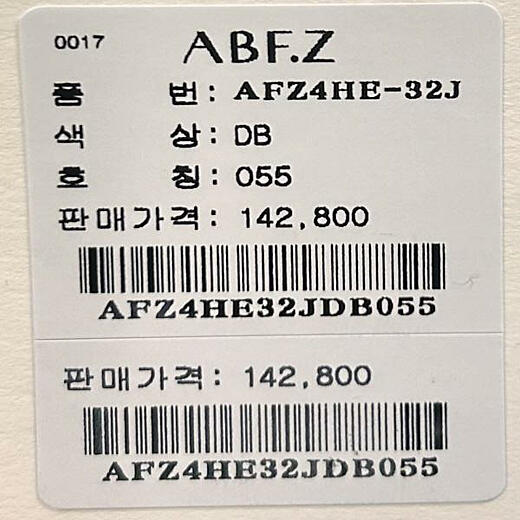 0017 ABF.Z
품 번: AFZ4HE-32J
색 상: DB
호 칭: 055
판매가격: 142,800
AFZ4HE32JDB055
판매가격: 142,800
AFZ4HE32JDB055